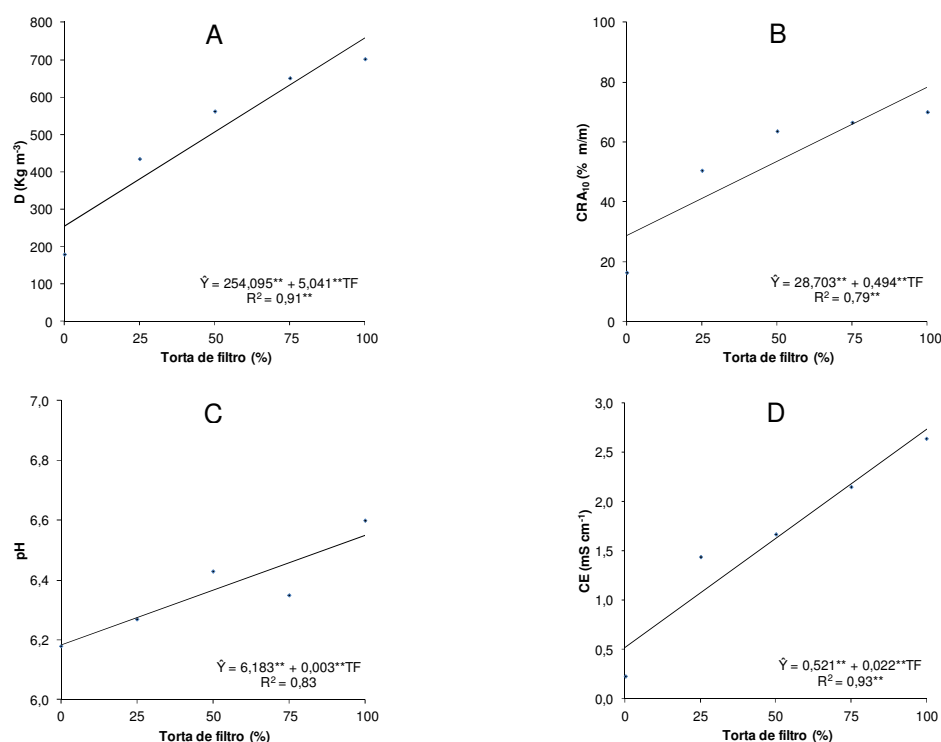 A
800
700
600
500
400
300
200
100
0
D (Kg m⁻³)
Ŷ = 254,095** + 5,041**TF
R² = 0,91**
0 25 50 75 100
Torta de filtro (%)
B
100
80
60
40
20
0
CRA₁₀ (% m/m)
Ŷ = 28,703** + 0,494**TF
R² = 0,79**
0 25 50 75 100
Torta de filtro (%)
C
7,0
6,8
6,6
6,4
6,2
6,0
pH
Ŷ = 6,183** + 0,003**TF
R² = 0,83
0 25 50 75 100
Torta de filtro (%)
D
3,0
2,5
2,0
1,5
1,0
0,5
0,0
CE (mS cm⁻¹)
Ŷ = 0,521** + 0,022**TF
R² = 0,93**
0 25 50 75 100
Torta de filtro (%)